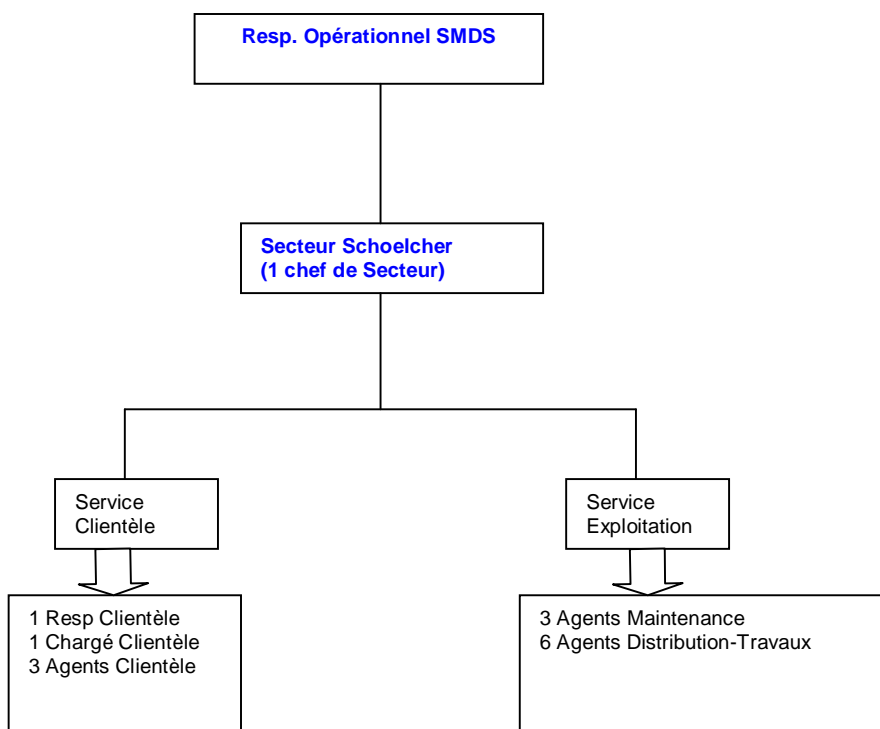 Resp. Opérationnel SMDS
Secteur Schoelcher
(1 chef de Secteur)
Service
Clientèle
Service
Exploitation
1 Resp Clientèle
1 Chargé Clientèle
3 Agents Clientèle
3 Agents Maintenance
6 Agents Distribution-Travaux